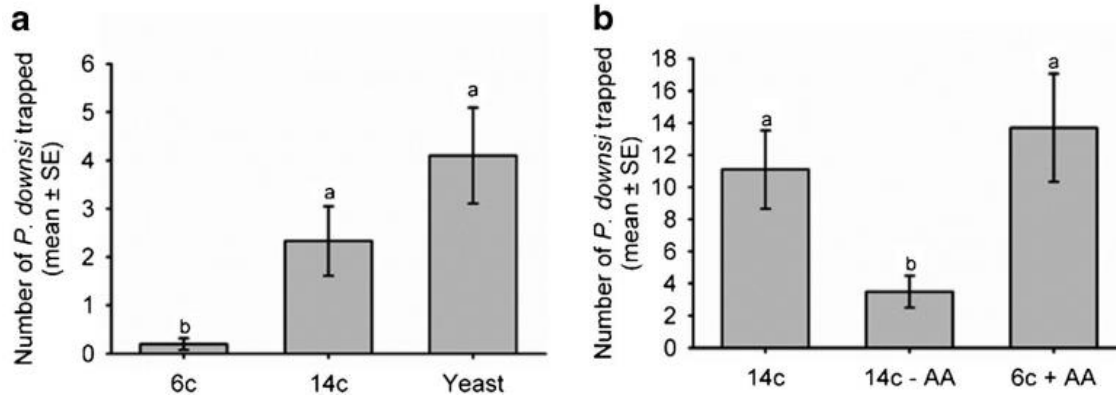 a
Number of P. downsi trapped
(mean ± SE)
6
5
4
3
2
1
0
b
a
a
6c 14c Yeast
b
Number of P. downsi trapped
(mean ± SE)
18
16
14
12
10
8
6
4
2
0
a
b
a
14c 14c - AA 6c + AA